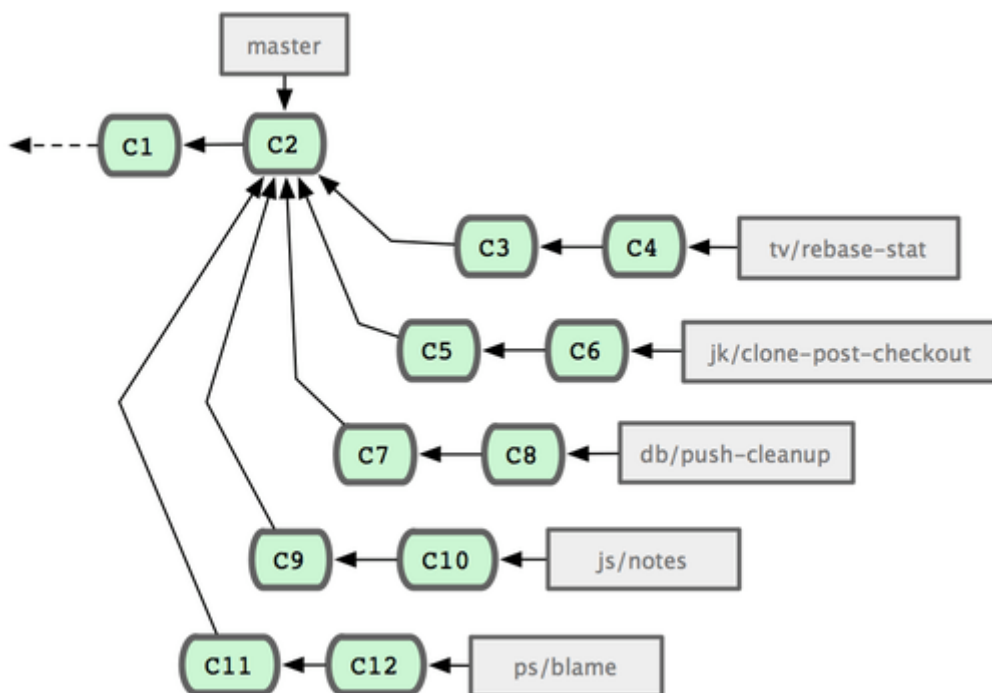 master
C1 C2
C3 C4 tv/rebase-stat
C5 C6 jk/clone-post-checkout
C7 C8 db/push-cleanup
C9 C10 js/notes
C11 C12 ps/blame